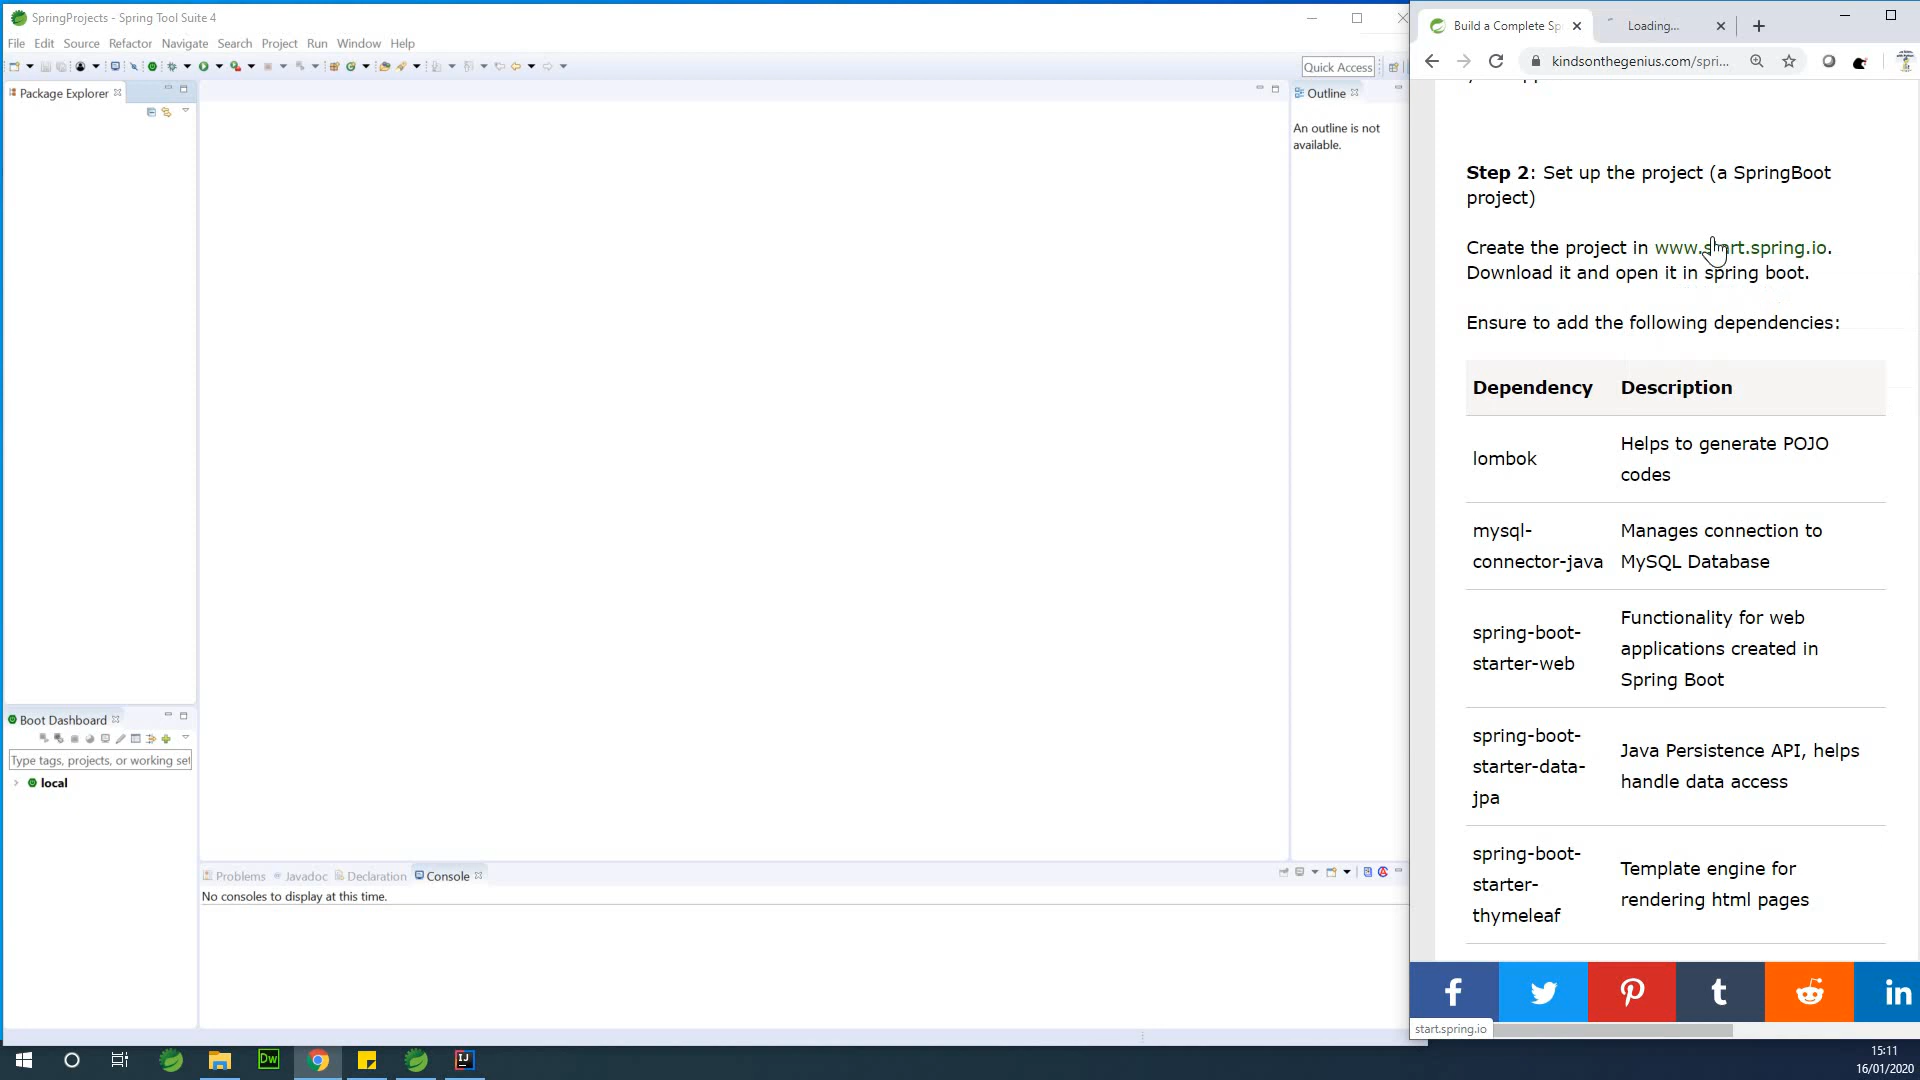 SpringProjects - Spring Tool Suite 4
File Edit Source Refactor Navigate Search Project Run Window Help
Quick Access
Package Explorer
Outline
An outline is not
available.
Boot Dashboard
Type tags, projects, or working set
local
Problems Javadoc Declaration Console
No consoles to display at this time.
Build a Complete Sp
Loading...
kindsonthegenius.com/spri...
Step 2: Set up the project (a SpringBoot
project)
Create the project in www.start.spring.io.
Download it and open it in spring boot.
Ensure to add the following dependencies:
Dependency Description
lombok
Helps to generate POJO
codes
mysql-
connector-java
Manages connection to
MySQL Database
spring-boot-
starter-web
Functionality for web
applications created in
Spring Boot
spring-boot-
starter-data-
jpa
Java Persistence API, helps
handle data access
spring-boot-
starter-
thymeleaf
Template engine for
rendering html pages
f
t
in
start.spring.io
Dw
IJ
15:11
16/01/2020